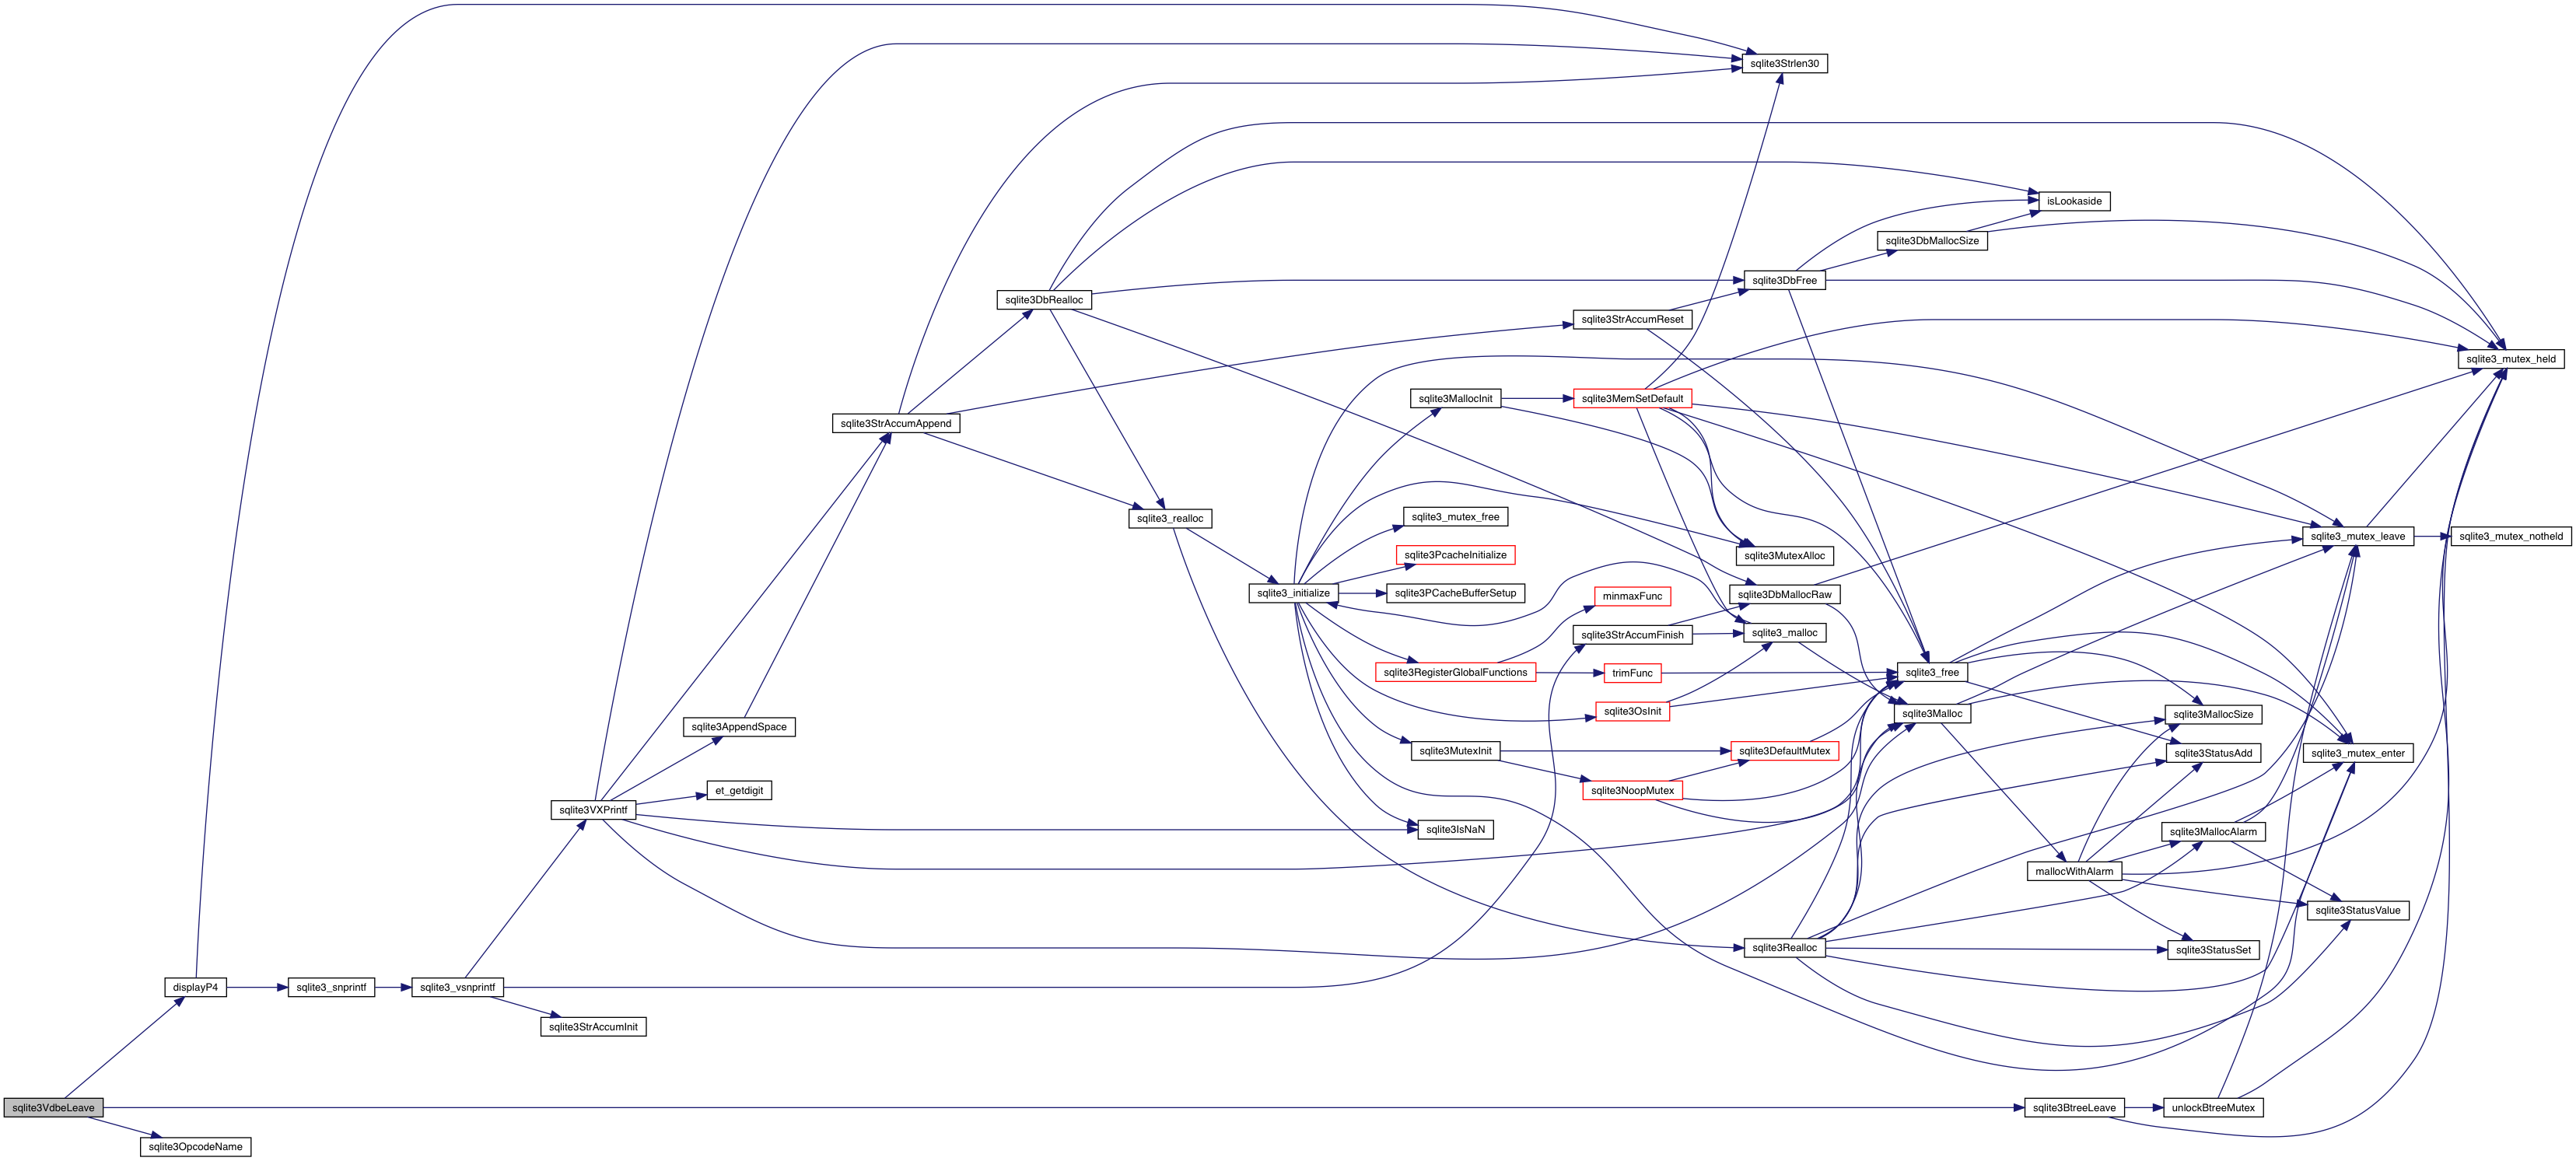 sqlite3Strlen30
isLookaside
sqlite3DbMallocSize
sqlite3DbFree
sqlite3DbRealloc
sqlite3StrAccumReset
sqlite3_mutex_held
sqlite3MallocInit
sqlite3MemSetDefault
sqlite3StrAccumAppend
sqlite3_realloc
sqlite3_mutex_free
sqlite3_mutex_leave
sqlite3_mutex_notheld
sqlite3PcacheInitialize
sqlite3MutexAlloc
sqlite3_initialize
sqlite3PCacheBufferSetup
minmaxFunc
sqlite3DbMallocRaw
sqlite3StrAccumFinish
sqlite3_malloc
sqlite3RegisterGlobalFunctions
trimFunc
sqlite3_free
sqlite3OsInit
sqlite3Malloc
sqlite3MallocSize
sqlite3AppendSpace
sqlite3MutexInit
sqlite3DefaultMutex
sqlite3StatusAdd
sqlite3_mutex_enter
et_getdigit
sqlite3NoopMutex
sqlite3VXPrintf
sqlite3IsNaN
sqlite3MallocAlarm
mallocWithAlarm
sqlite3StatusValue
sqlite3Realloc
sqlite3StatusSet
displayP4
sqlite3_snprintf
sqlite3_vsnprintf
sqlite3StrAccumInit
sqlite3VdbeLeave
sqlite3BtreeLeave
unlockBtreeMutex
sqlite3OpcodeName